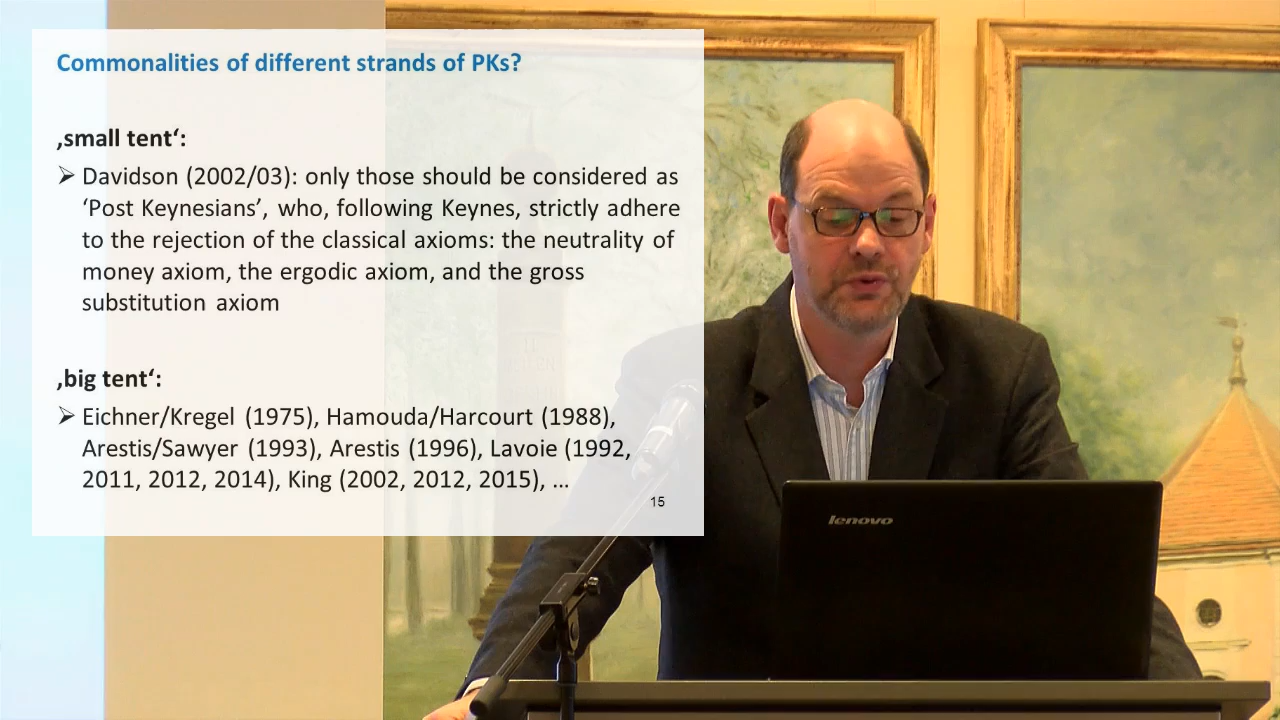 Commonalities of different strands of PKs?
‚small tent‘:
➢ Davidson (2002/03): only those should be considered as
‘Post Keynesians’, who, following Keynes, strictly adhere
to the rejection of the classical axioms: the neutrality of
money axiom, the ergodic axiom, and the gross
substitution axiom
‚big tent‘:
➢ Eichner/Kregel (1975), Hamouda/Harcourt (1988),
Arestis/Sawyer (1993), Arestis (1996), Lavoie (1992,
2011, 2012, 2014), King (2002, 2012, 2015), ...
15
lenovo